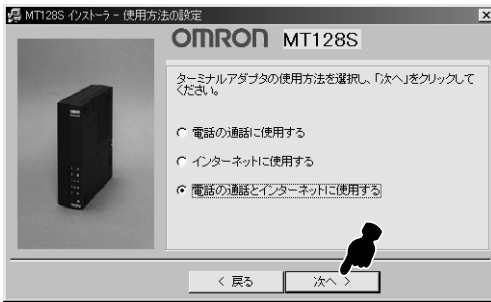 MT128S インストーラ - 使用方法の設定
OMRON MT128S
ターミナルアダプタの使用方法を選択し、「次へ」をクリックして
ください。
電話の通話に使用する
インターネットに使用する
電話の通話とインターネットに使用する
< 戻る 次へ >